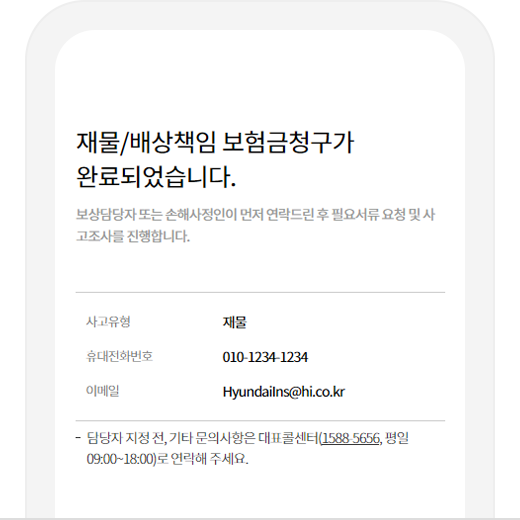 재물/배상책임 보험금청구가
완료되었습니다.
보상담당자 또는 손해사정인이 먼저 연락드린 후 필요서류 요청 및 사
고조사를 진행합니다.
사고유형 재물
휴대전화번호 010-1234-1234
이메일 HyundaiIns@hi.co.kr
- 담당자 지정 전, 기타 문의사항은 대표콜센터(1588-5656, 평일
09:00~18:00)로 연락해 주세요.